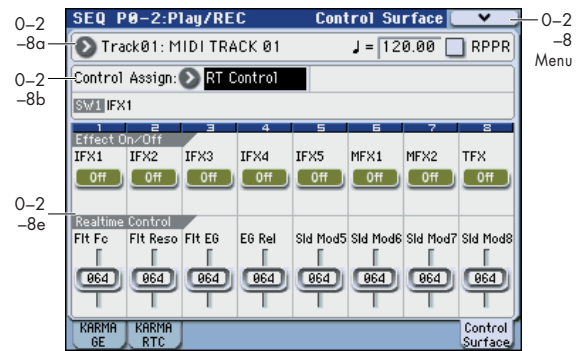 SEQ P0-2:Play/REC Control Surface
0–2
–8
Menu
0–2
–8a
Track01: MIDI TRACK 01 ♩= 120.00 RPPR
0–2
–8b
Control Assign: RT Control
SW1 IFX1
1 2 3 4 5 6 7 8
Effect On/Off
IFX1 IFX2 IFX3 IFX4 IFX5 MFX1 MFX2 TFX
Off Off Off Off Off Off Off Off
0–2
–8e
Realtime Control
Flt Fc Flt Reso Flt EG EG Rel Sld Mod5 Sld Mod6 Sld Mod7 Sld Mod8
064 064 064 064 064 064 064 064
KARMA GE
KARMA RTC
Control Surface